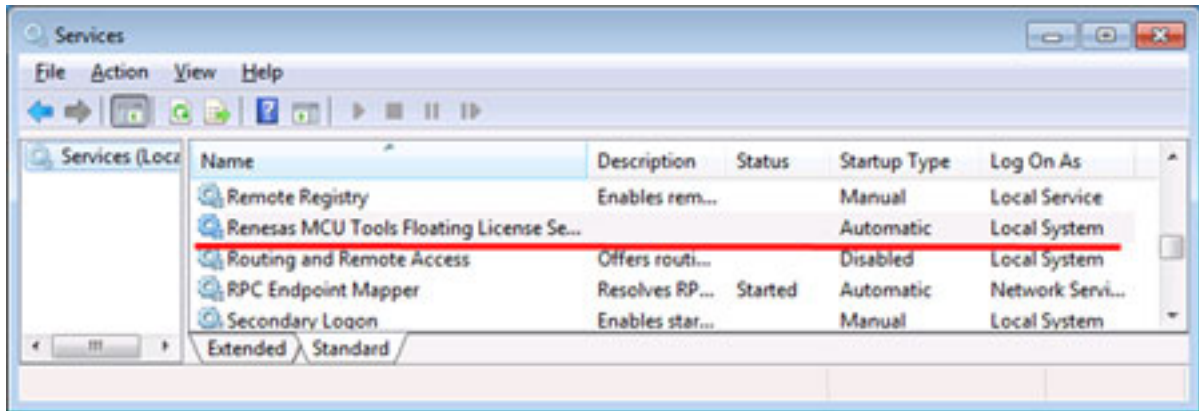 Services
File Action View Help
Services (Loca
Name Description Status Startup Type Log On As
Remote Registry Enables rem... Manual Local Service
Renesas MCU Tools Floating License Se... Automatic Local System
Routing and Remote Access Offers routi... Disabled Local System
RPC Endpoint Mapper Resolves RP... Started Automatic Network Servi...
Secondary Logon Enables star... Manual Local System
Extended Standard